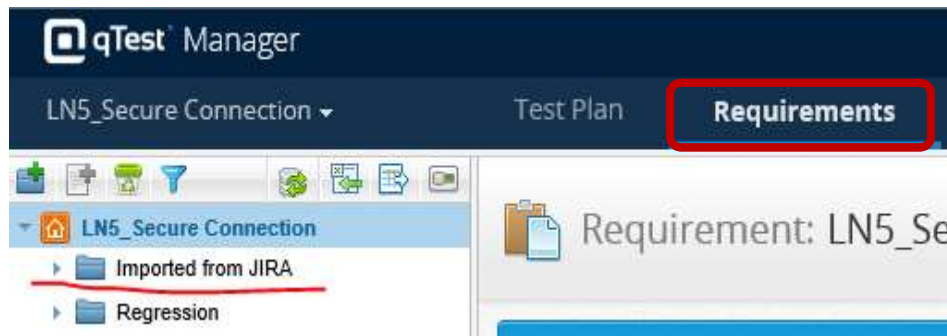 qTest Manager
LN5_Secure Connection Test Plan Requirements
LN5_Secure Connection
Imported from JIRA
Regression
Requirement: LN5_Se